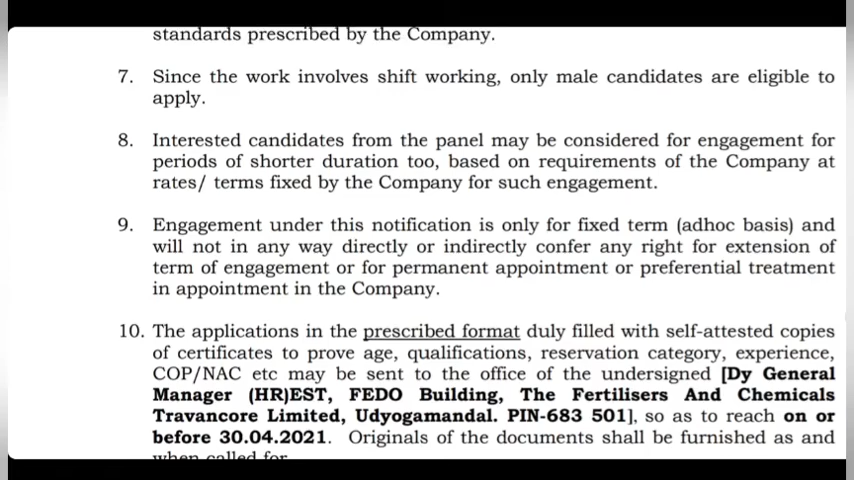 standards prescribed by the Company.
7. Since the work involves shift working, only male candidates are eligible to
apply.
8. Interested candidates from the panel may be considered for engagement for
periods of shorter duration too, based on requirements of the Company at
rates/ terms fixed by the Company for such engagement.
9. Engagement under this notification is only for fixed term (adhoc basis) and
will not in any way directly or indirectly confer any right for extension of
term of engagement or for permanent appointment or preferential treatment
in appointment in the Company.
10. The applications in the prescribed format duly filled with self-attested copies
of certificates to prove age, qualifications, reservation category, experience,
COP/NAC etc may be sent to the office of the undersigned [Dy General
Manager (HR)EST, FEDO Building, The Fertilisers And Chemicals
Travancore Limited, Udyogamandal. PIN-683 501], so as to reach on or
before 30.04.2021. Originals of the documents shall be furnished as and
when called for